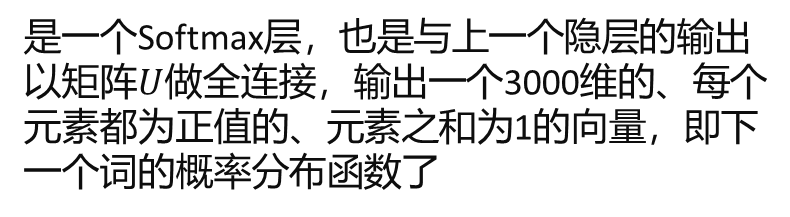 是一个Softmax层，也是与上一个隐层的输出
以矩阵U做全连接，输出一个3000维的、每个
元素都为正值的、元素之和为1的向量，即下
一个词的概率分布函数了